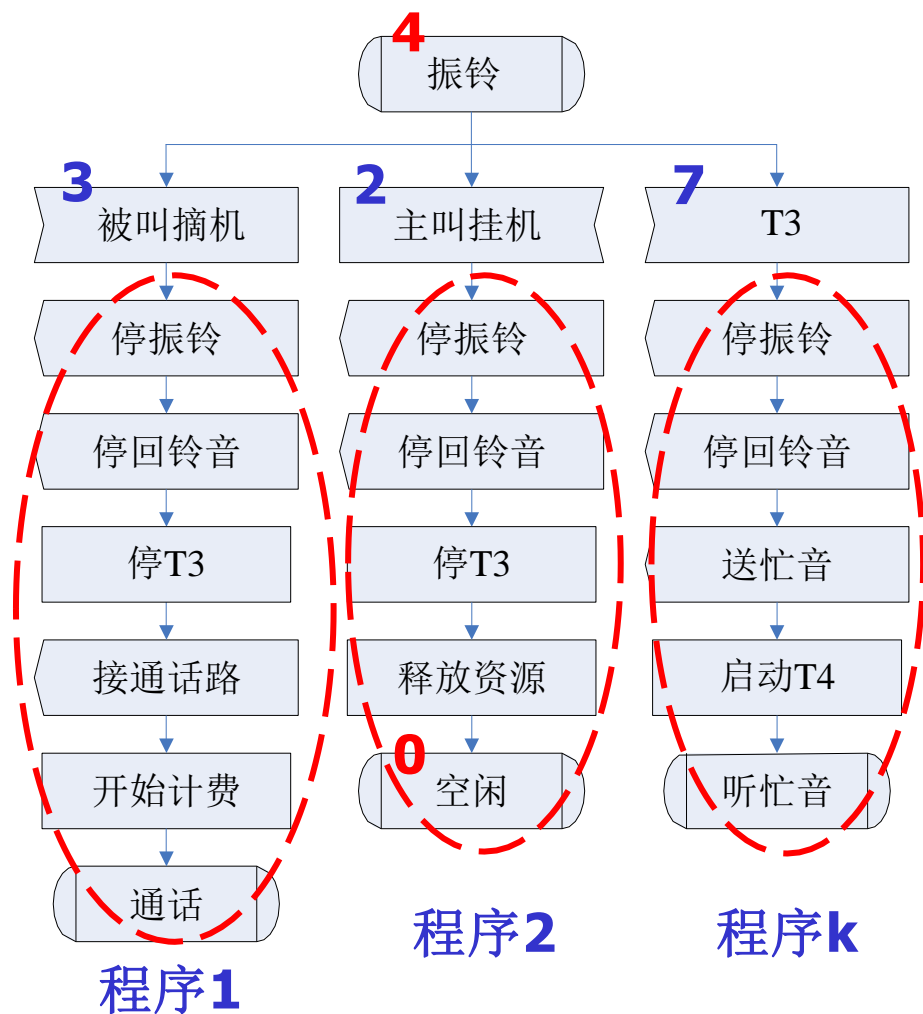 4
振铃
3
被叫摘机
停振铃
停回铃音
停T3
接通话路
开始计费
通话
程序1
2
主叫挂机
停振铃
停回铃音
停T3
释放资源
0
空闲
程序2
7
T3
停振铃
停回铃音
送忙音
启动T4
听忙音
程序k